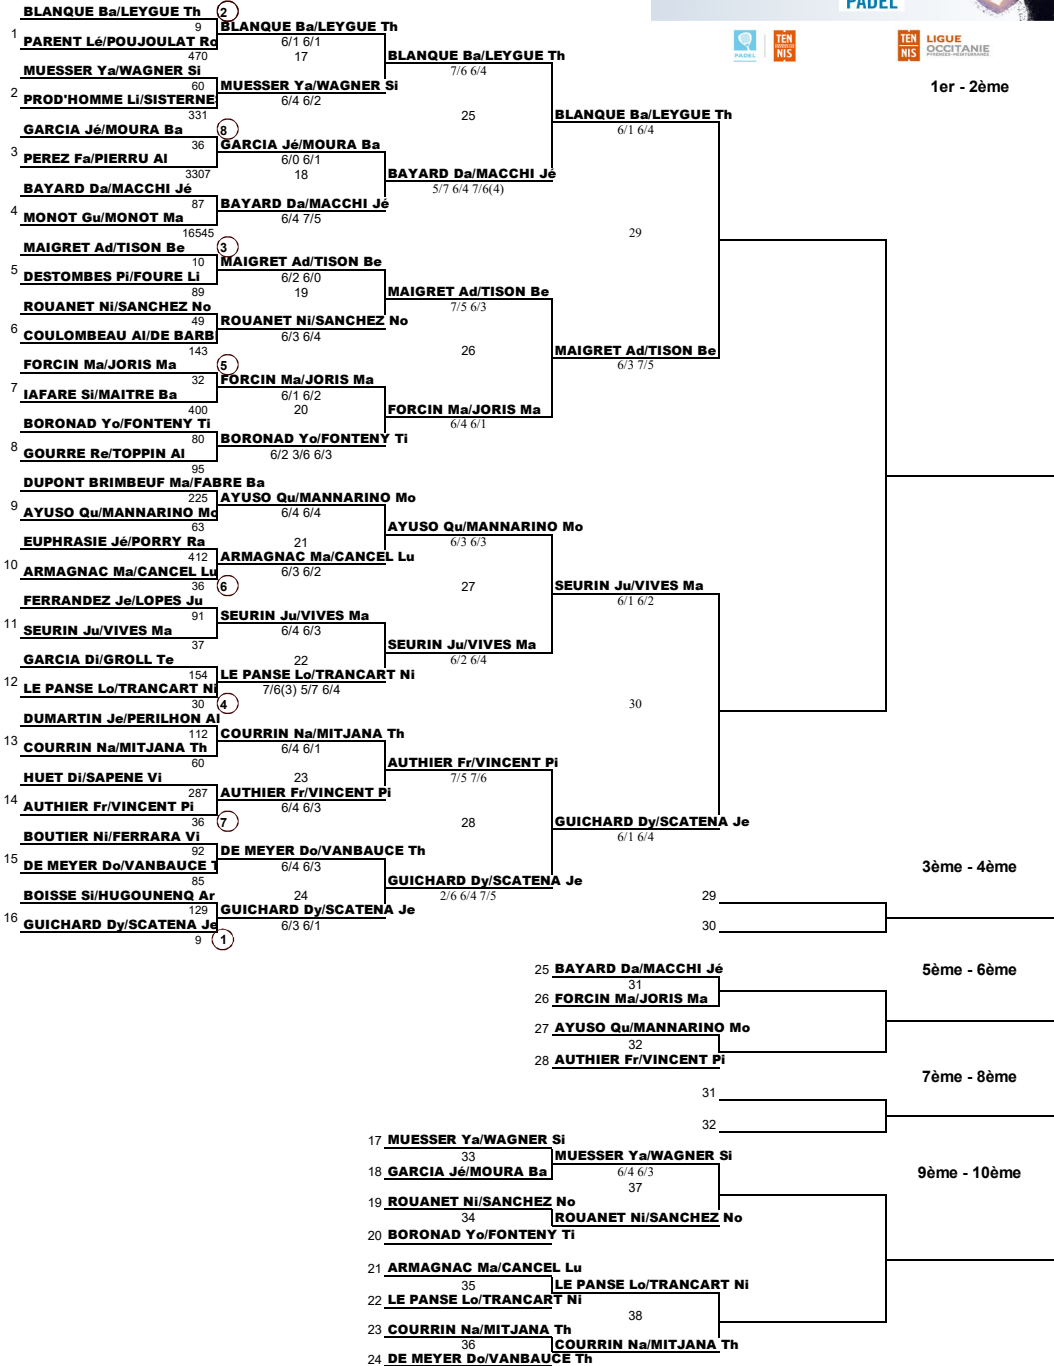 PADEL
PADEL
TEN
NIS
TEN
NIS
LIGUE
OCCITANIE
PYRÉNÉES-MÉDITERRANÉE
1er - 2ème
BLANQUE Ba/LEYGUE Th 2
9
1
PARENT Lé/POUJOULAT Ro
470
MUESSER Ya/WAGNER Si
60
2
PROD'HOMME Li/SISTERNE
331
GARCIA Jé/MOURA Ba 8
36
3
PEREZ Fa/PIERRU Al
3307
BAYARD Da/MACCHI Jé
87
4
MONOT Gu/MONOT Ma
16545
MAIGRET Ad/TISON Be 3
10
5
DESTOMBES Pi/FOURE Li
89
ROUANET Ni/SANCHEZ No
49
6
COULOMBEAU Al/DE BARB
143
FORCIN Ma/JORIS Ma 5
32
7
IAFARE Si/MAITRE Ba
400
BORONAD Yo/FONTENY Ti
80
8
GOURRE Re/TOPPIN Al
95
DUPONT BRIMBEUF Ma/FABRE Ba
225
9
AYUSO Qu/MANNARINO Mo
63
EUPHRASIE Jé/PORRY Ra
412
10
ARMAGNAC Ma/CANCEL Lu
36 6
FERRANDEZ Je/LOPES Ju
91
11
SEURIN Ju/VIVES Ma
37
GARCIA Di/GROLL Te
154
12
LE PANSE Lo/TRANCART Ni
30 4
DUMARTIN Je/PERILHON Al
112
13
COURRIN Na/MITJANA Th
60
HUET Di/SAPENE Vi
287
14
AUTHIER Fr/VINCENT Pi
36 7
BOUTIER Ni/FERRARA Vi
92
15
DE MEYER Do/VANBAUCE T
85
BOISSE Si/HUGOUNENQ Ar
129
16
GUICHARD Dy/SCATENA Je
9 1
BLANQUE Ba/LEYGUE Th
6/1 6/1
17
MUESSER Ya/WAGNER Si
6/4 6/2
GARCIA Jé/MOURA Ba
6/0 6/1
18
BAYARD Da/MACCHI Jé
6/4 7/5
MAIGRET Ad/TISON Be
6/2 6/0
19
ROUANET Ni/SANCHEZ No
6/3 6/4
FORCIN Ma/JORIS Ma
6/1 6/2
20
BORONAD Yo/FONTENY Ti
6/2 3/6 6/3
AYUSO Qu/MANNARINO Mo
6/4 6/4
21
ARMAGNAC Ma/CANCEL Lu
6/3 6/2
SEURIN Ju/VIVES Ma
6/4 6/3
22
LE PANSE Lo/TRANCART Ni
7/6(3) 5/7 6/4
COURRIN Na/MITJANA Th
6/4 6/1
23
AUTHIER Fr/VINCENT Pi
6/4 6/3
DE MEYER Do/VANBAUCE Th
6/4 6/3
24
GUICHARD Dy/SCATENA Je
6/3 6/1
BLANQUE Ba/LEYGUE Th
7/6 6/4
25
BAYARD Da/MACCHI Jé
5/7 6/4 7/6(4)
MAIGRET Ad/TISON Be
7/5 6/3
26
FORCIN Ma/JORIS Ma
6/4 6/1
AYUSO Qu/MANNARINO Mo
6/3 6/3
27
SEURIN Ju/VIVES Ma
6/2 6/4
AUTHIER Fr/VINCENT Pi
7/5 7/6
28
GUICHARD Dy/SCATENA Je
2/6 6/4 7/5
BLANQUE Ba/LEYGUE Th
6/1 6/4
29
MAIGRET Ad/TISON Be
6/3 7/5
SEURIN Ju/VIVES Ma
6/1 6/2
30
GUICHARD Dy/SCATENA Je
6/1 6/4
3ème - 4ème
29
30
5ème - 6ème
25 BAYARD Da/MACCHI Jé
31
26 FORCIN Ma/JORIS Ma
27 AYUSO Qu/MANNARINO Mo
32
28 AUTHIER Fr/VINCENT Pi
7ème - 8ème
31
32
9ème - 10ème
17 MUESSER Ya/WAGNER Si
33
18 GARCIA Jé/MOURA Ba
19 ROUANET Ni/SANCHEZ No
34
20 BORONAD Yo/FONTENY Ti
21 ARMAGNAC Ma/CANCEL Lu
35
22 LE PANSE Lo/TRANCART Ni
23 COURRIN Na/MITJANA Th
36
24 DE MEYER Do/VANBAUCE Th
MUESSER Ya/WAGNER Si
6/4 6/3
37
ROUANET Ni/SANCHEZ No
LE PANSE Lo/TRANCART Ni
38
COURRIN Na/MITJANA Th